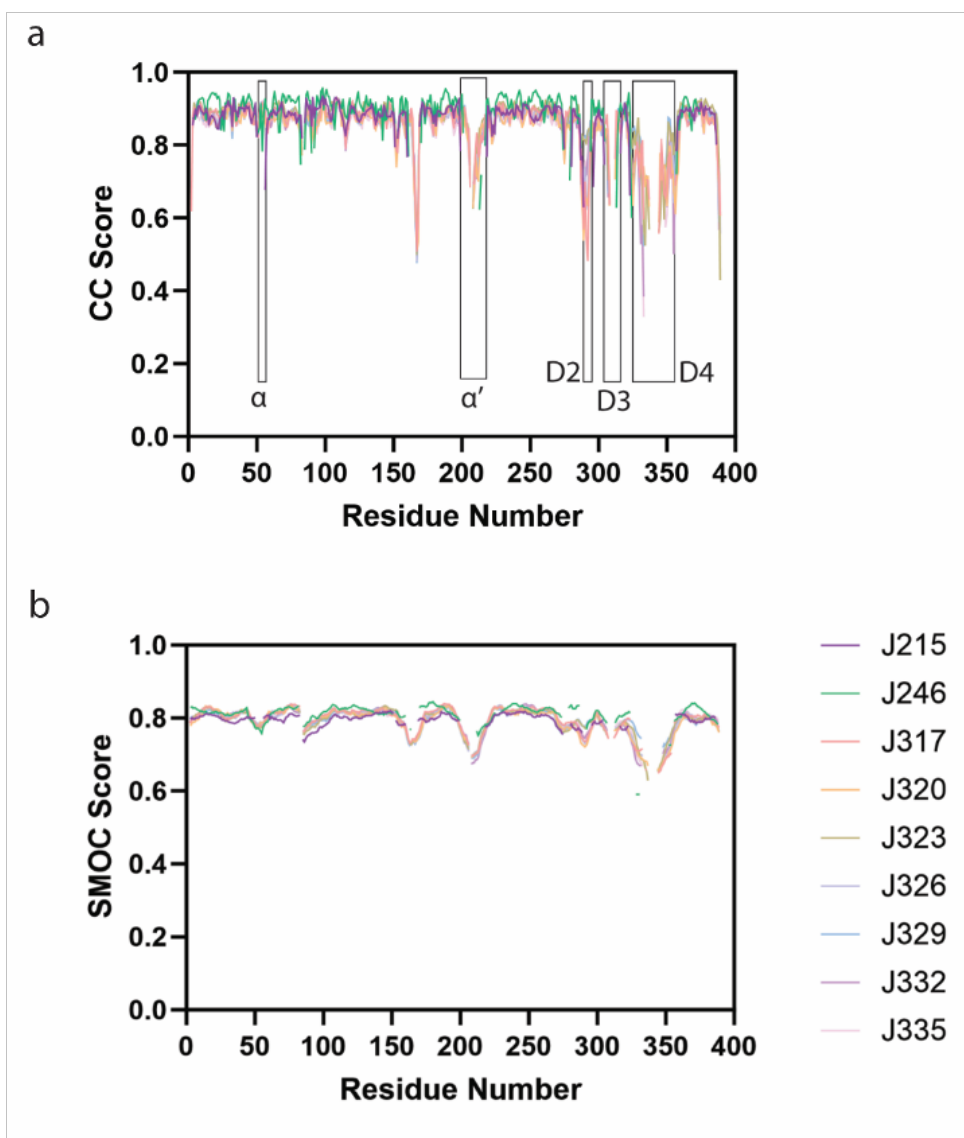 a
1.0
0.8
0.6
0.4
0.2
0.0
CC Score
α
α′
D2
D3
D4
0 50 100 150 200 250 300 350 400
Residue Number
b
1.0
0.8
0.6
0.4
0.2
0.0
SMOC Score
0 50 100 150 200 250 300 350 400
Residue Number
J215
J246
J317
J320
J323
J326
J329
J332
J335